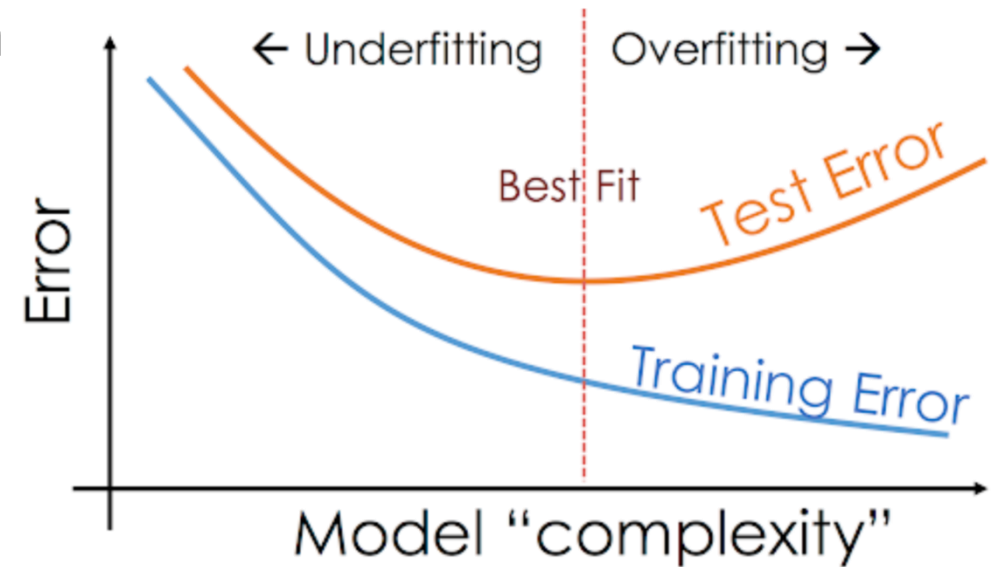 ← Underfitting Overfitting →
Best Fit
Test Error
Error
Training Error
Model “complexity”